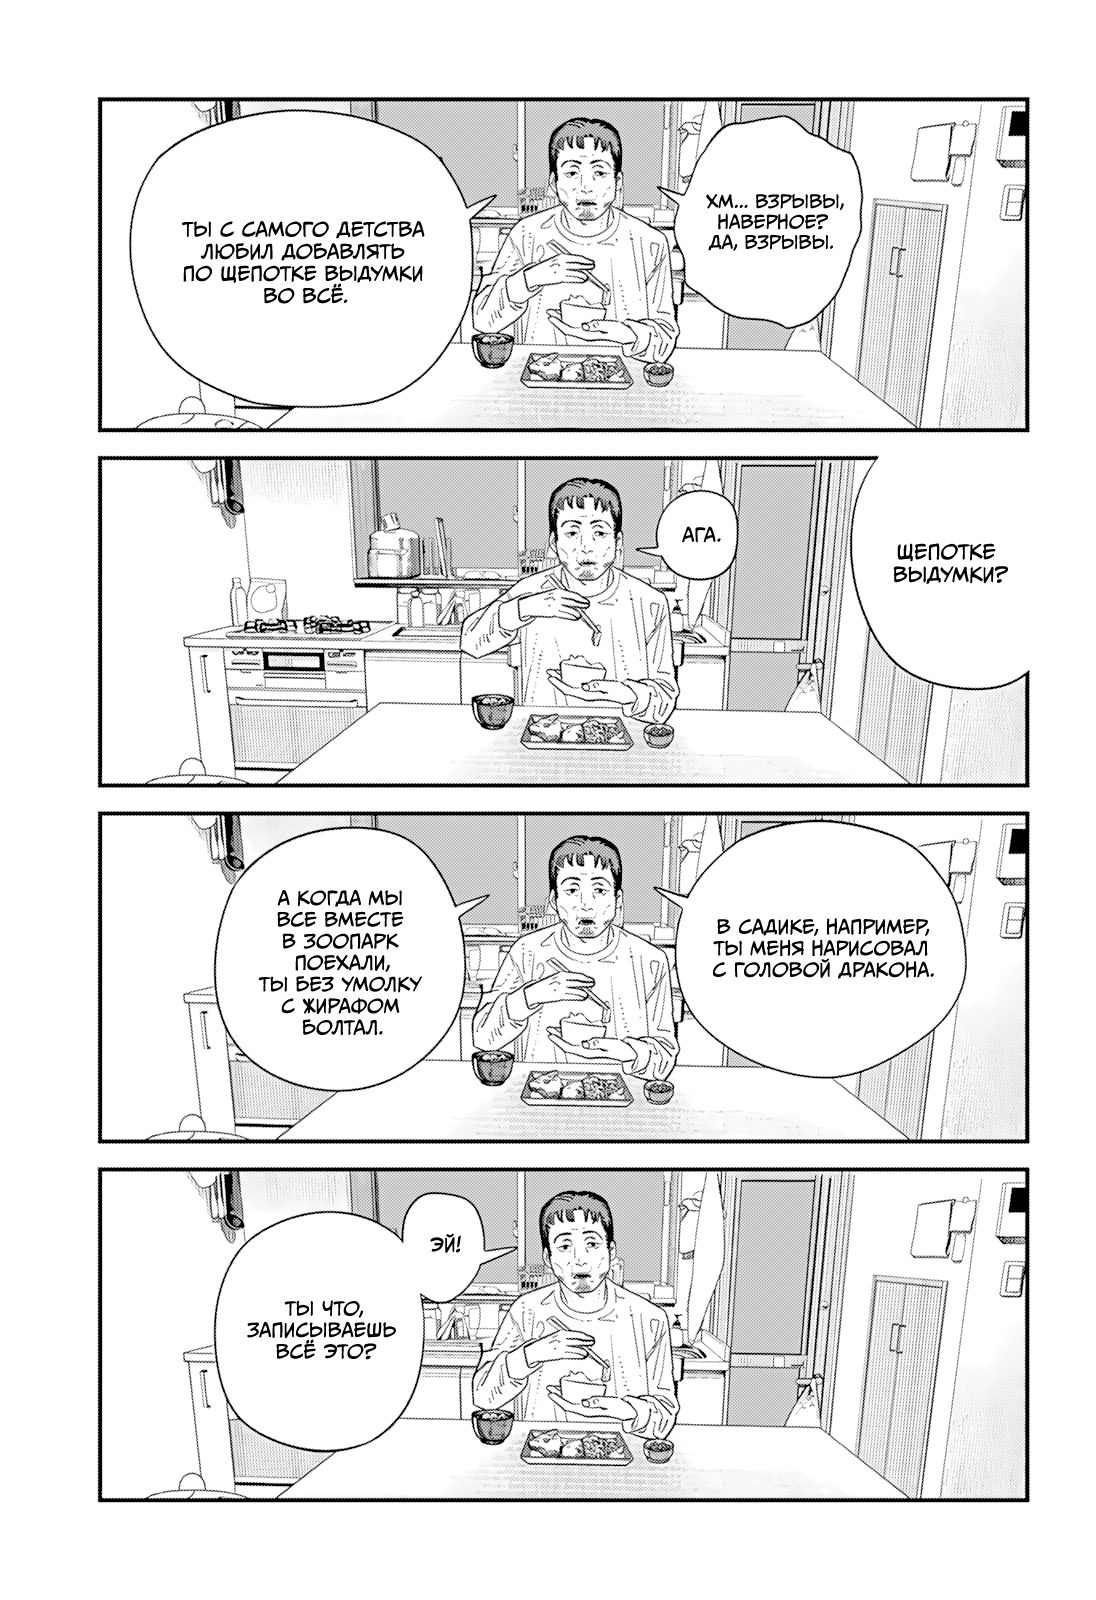 ХМ... ВЗРЫВЫ,
НАВЕРНОЕ?
ДА, ВЗРЫВЫ.
ТЫ С САМОГО ДЕТСТВА
ЛЮБИЛ ДОБАВЛЯТЬ
ПО ЩЕПОТКЕ ВЫДУМКИ
ВО ВСЁ.
ЩЕПОТКЕ
ВЫДУМКИ?
АГА.
В САДИКЕ, НАПРИМЕР,
ТЫ МЕНЯ НАРИСОВАЛ
С ГОЛОВОЙ ДРАКОНА.
А КОГДА МЫ
ВСЕ ВМЕСТЕ
В ЗООПАРК
ПОЕХАЛИ,
ТЫ БЕЗ УМОЛКУ
С ЖИРАФОМ
БОЛТАЛ.
ЭЙ!
ТЫ ЧТО,
ЗАПИСЫВАЕШЬ
ВСЁ ЭТО?